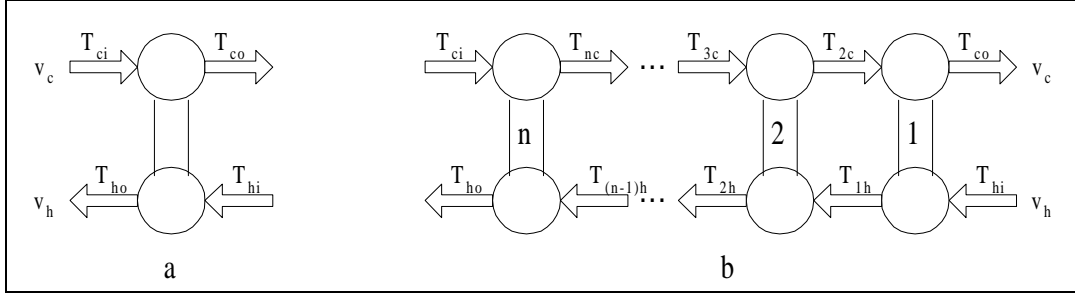 T_ci T_co T_ci T_nc ... T_3c T_2c T_co
v_c v_c
n 2 1
T_ho T_hi T_ho T_(n-1)h ... T_2h T_1h T_hi
v_h v_h
a b